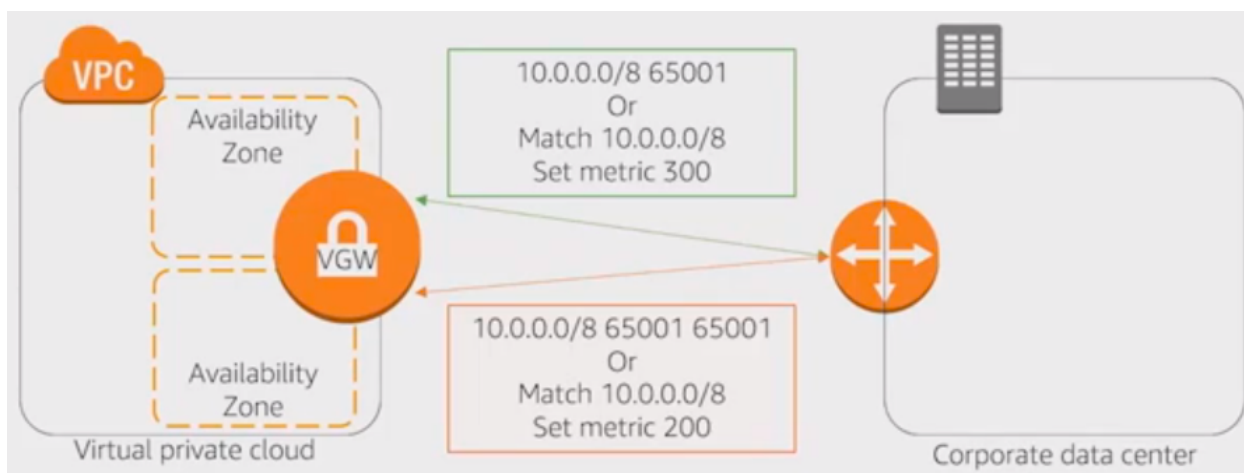 VPC
Availability
Zone
VGW
Availability
Zone
Virtual private cloud
10.0.0.0/8 65001
Or
Match 10.0.0.0/8
Set metric 300
10.0.0.0/8 65001 65001
Or
Match 10.0.0.0/8
Set metric 200
Corporate data center